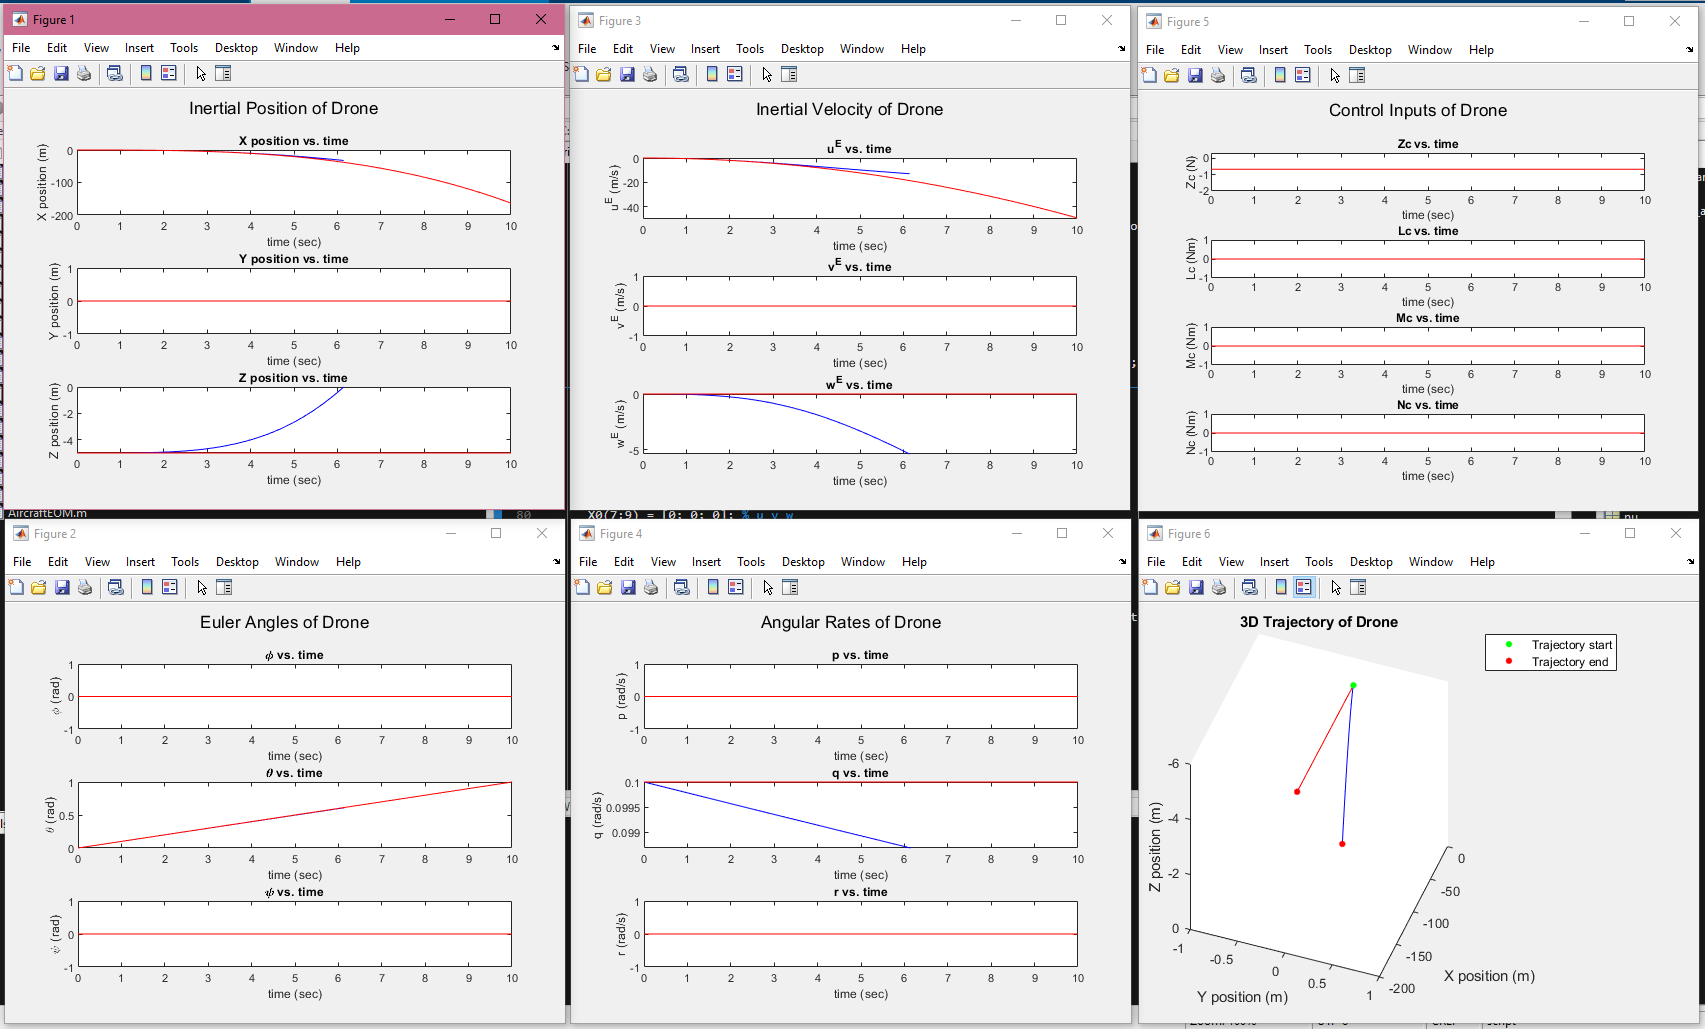 Figure 1
File Edit View Insert Tools Desktop Window Help
Inertial Position of Drone
X position vs. time
X position (m)
0
-100
-200
0 1 2 3 4 5 6 7 8 9 10
time (sec)
Y position vs. time
Y position (m)
1
0
-1
0 1 2 3 4 5 6 7 8 9 10
time (sec)
Z position vs. time
Z position (m)
0
-2
-4
0 1 2 3 4 5 6 7 8 9 10
time (sec)
Figure 3
File Edit View Insert Tools Desktop Window Help
Inertial Velocity of Drone
u^E vs. time
u^E (m/s)
0
-20
-40
0 1 2 3 4 5 6 7 8 9 10
time (sec)
v^E vs. time
v^E (m/s)
1
0
-1
0 1 2 3 4 5 6 7 8 9 10
time (sec)
w^E vs. time
w^E (m/s)
0
-5
0 1 2 3 4 5 6 7 8 9 10
time (sec)
Figure 5
File Edit View Insert Tools Desktop Window Help
Control Inputs of Drone
Zc vs. time
Zc (N)
0
-1
-2
0 1 2 3 4 5 6 7 8 9 10
time (sec)
Lc vs. time
Lc (Nm)
1
0
-1
0 1 2 3 4 5 6 7 8 9 10
time (sec)
Mc vs. time
Mc (Nm)
1
0
-1
0 1 2 3 4 5 6 7 8 9 10
time (sec)
Nc vs. time
Nc (Nm)
1
0
-1
0 1 2 3 4 5 6 7 8 9 10
time (sec)
AircraftEOM.m
80
X0(7:9) = [0; 0; 0]; % u v w
Figure 2
File Edit View Insert Tools Desktop Window Help
Euler Angles of Drone
ϕ vs. time
ϕ (rad)
1
0
-1
0 1 2 3 4 5 6 7 8 9 10
time (sec)
θ vs. time
θ (rad)
1
0.5
0
0 1 2 3 4 5 6 7 8 9 10
time (sec)
ψ vs. time
ψ (rad)
1
0
-1
0 1 2 3 4 5 6 7 8 9 10
time (sec)
Figure 4
File Edit View Insert Tools Desktop Window Help
Angular Rates of Drone
p vs. time
p (rad/s)
1
0
-1
0 1 2 3 4 5 6 7 8 9 10
time (sec)
q vs. time
q (rad/s)
0.1
0.0995
0.099
0 1 2 3 4 5 6 7 8 9 10
time (sec)
r vs. time
r (rad/s)
1
0
-1
0 1 2 3 4 5 6 7 8 9 10
time (sec)
Figure 6
File Edit View Insert Tools Desktop Window Help
3D Trajectory of Drone
Trajectory start
Trajectory end
Z position (m)
-6
-4
-2
0
-1
-0.5
0
0.5
1
Y position (m)
0
-50
-100
-150
-200
X position (m)